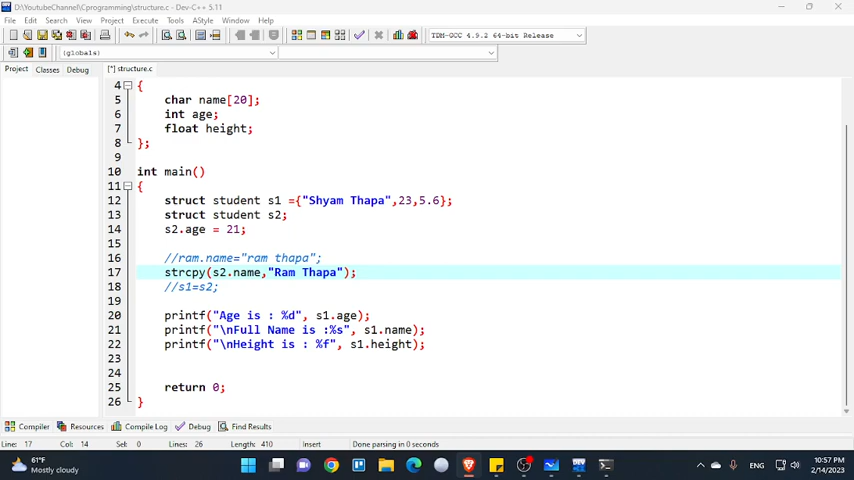 D:\YoutubeChannel\Cprogramming\structure.c - Dev-C++ 5.11
File Edit Search View Project Execute Tools AStyle Window Help
TDM-GCC 4.9.2 64-bit Release
(globals)
Project Classes Debug [*] structure.c
4 {
5 char name[20];
6 int age;
7 float height;
8 };
9
10 int main()
11 {
12 struct student s1 ={"Shyam Thapa",23,5.6};
13 struct student s2;
14 s2.age = 21;
15
16 //ram.name="ram thapa";
17 strcpy(s2.name,"Ram Thapa");
18 //s1=s2;
19
20 printf("Age is : %d", s1.age);
21 printf("\nFull Name is :%s", s1.name);
22 printf("\nHeight is : %f", s1.height);
23
24
25 return 0;
26 }
Compiler Resources Compile Log Debug Find Results
Line: 17 Col: 14 Sel: 0 Lines: 26 Length: 410 Insert Done parsing in 0 seconds
61°F
Mostly cloudy
ENG
10:57 PM
2/14/2023